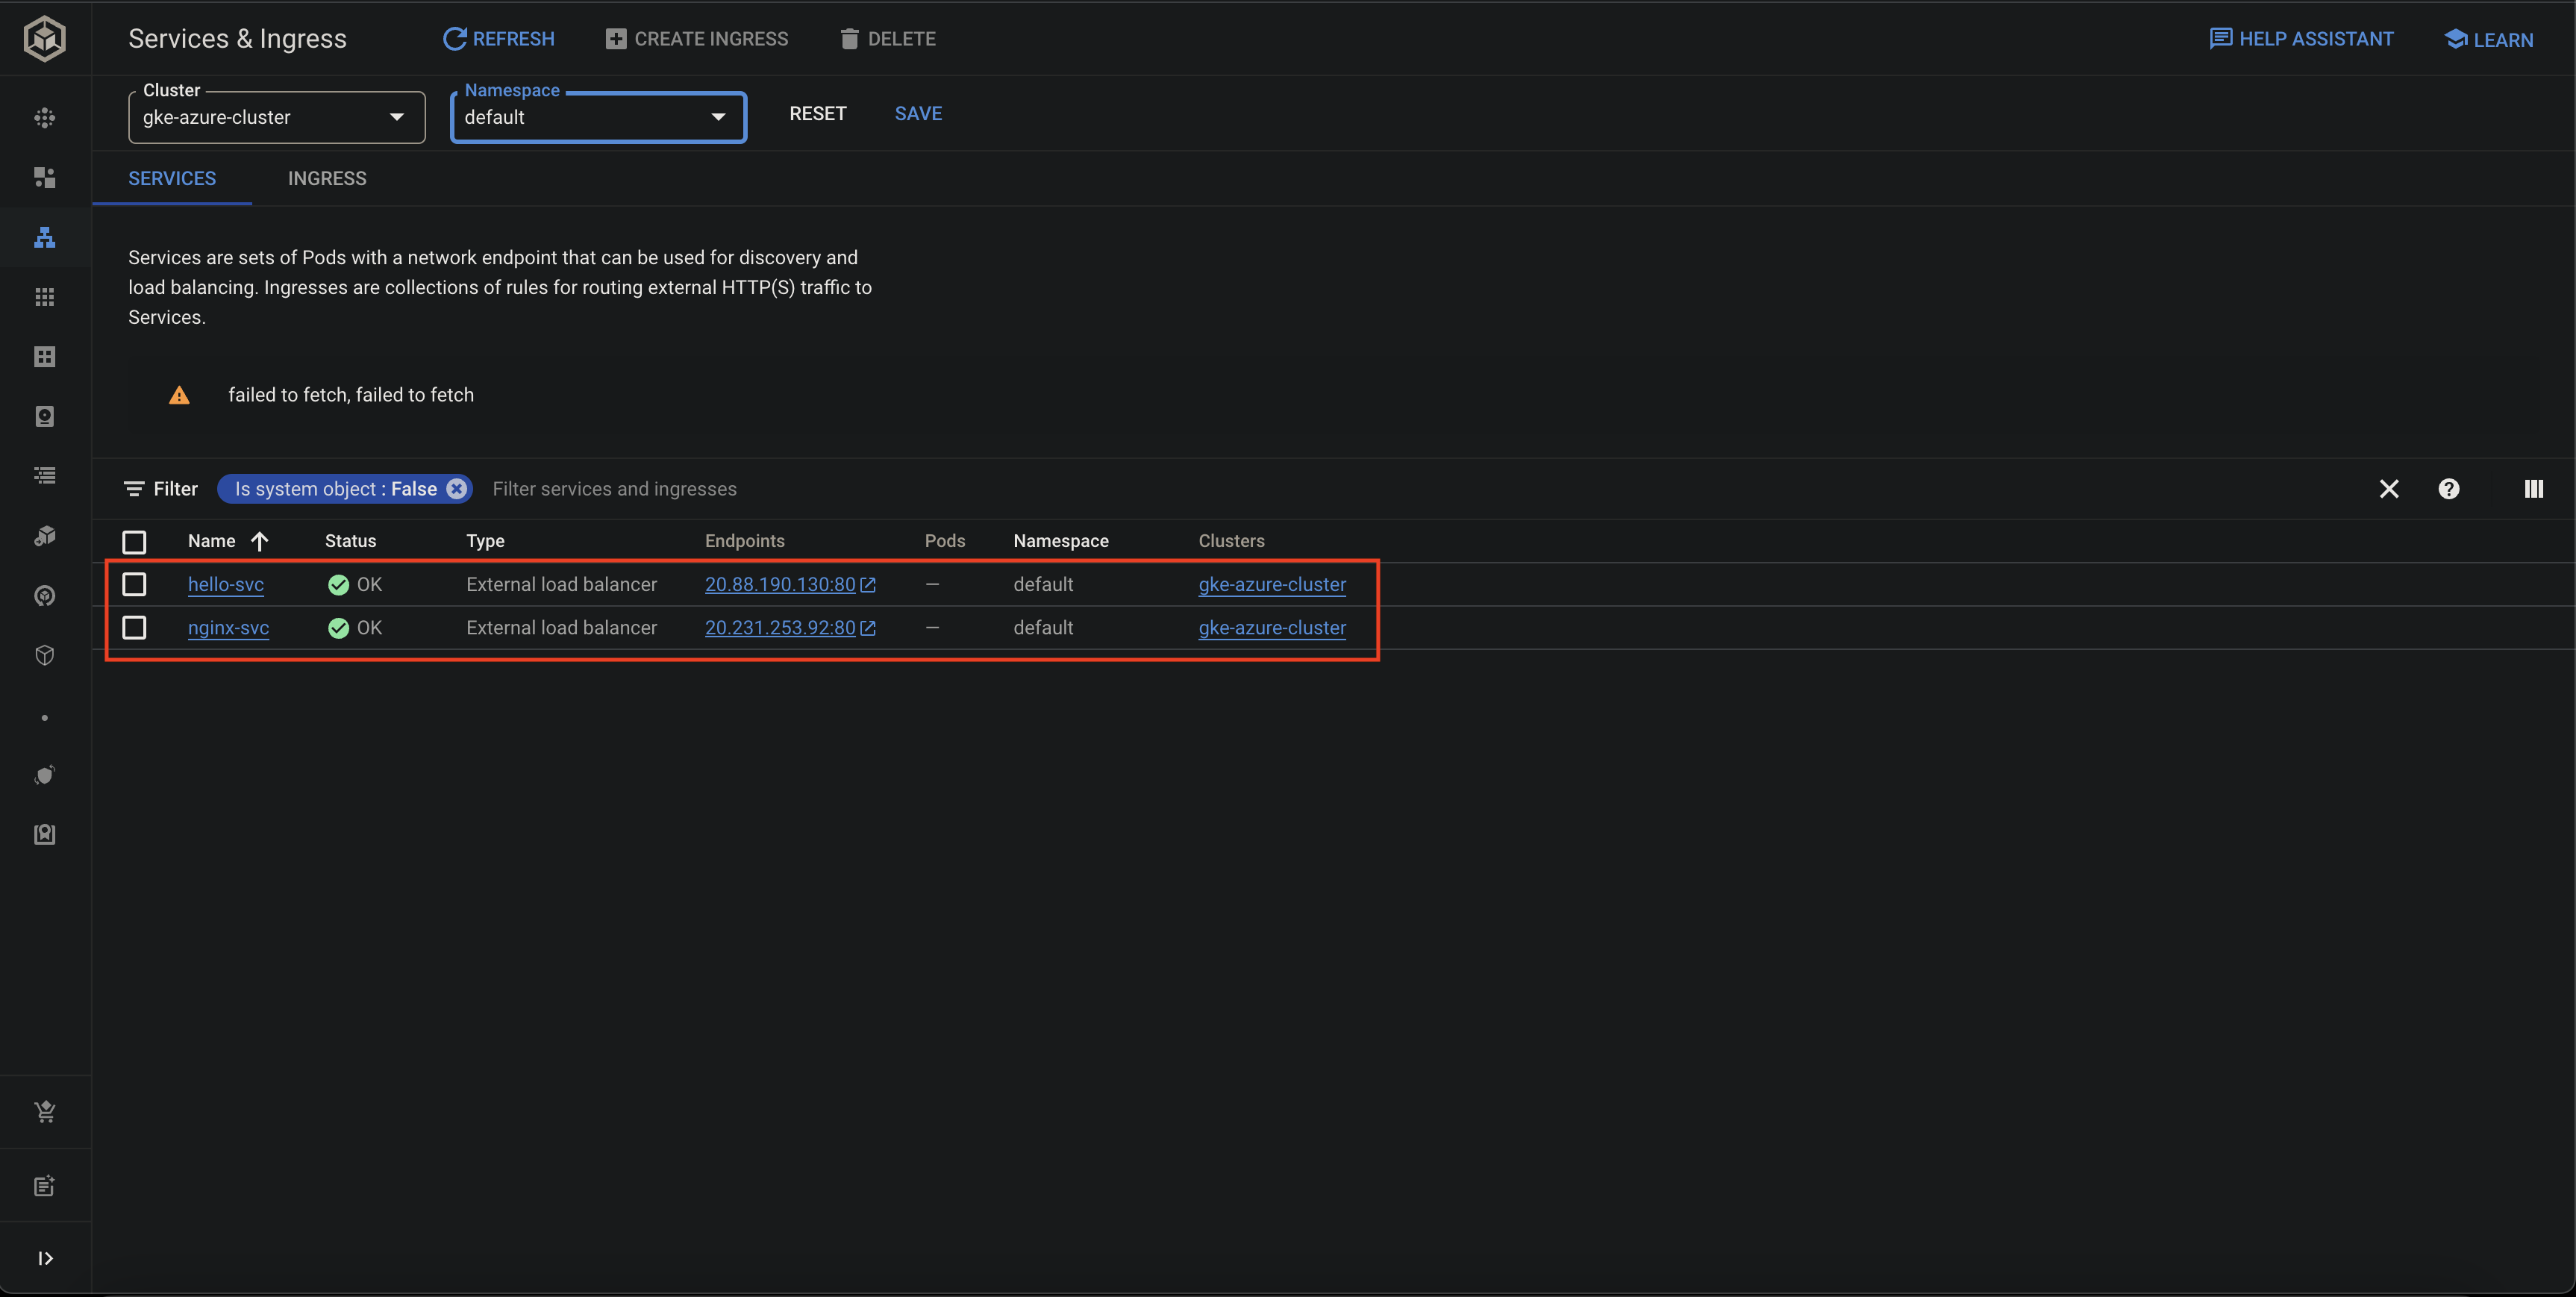 Services & Ingress
REFRESH
CREATE INGRESS
DELETE
HELP ASSISTANT
LEARN
Cluster
gke-azure-cluster
Namespace
default
RESET
SAVE
SERVICES
INGRESS
Services are sets of Pods with a network endpoint that can be used for discovery and
load balancing. Ingresses are collections of rules for routing external HTTP(S) traffic to
Services.
failed to fetch, failed to fetch
Filter
Is system object : False
Filter services and ingresses
Name Status Type Endpoints Pods Namespace Clusters
hello-svc OK External load balancer 20.88.190.130:80 — default gke-azure-cluster
nginx-svc OK External load balancer 20.231.253.92:80 — default gke-azure-cluster